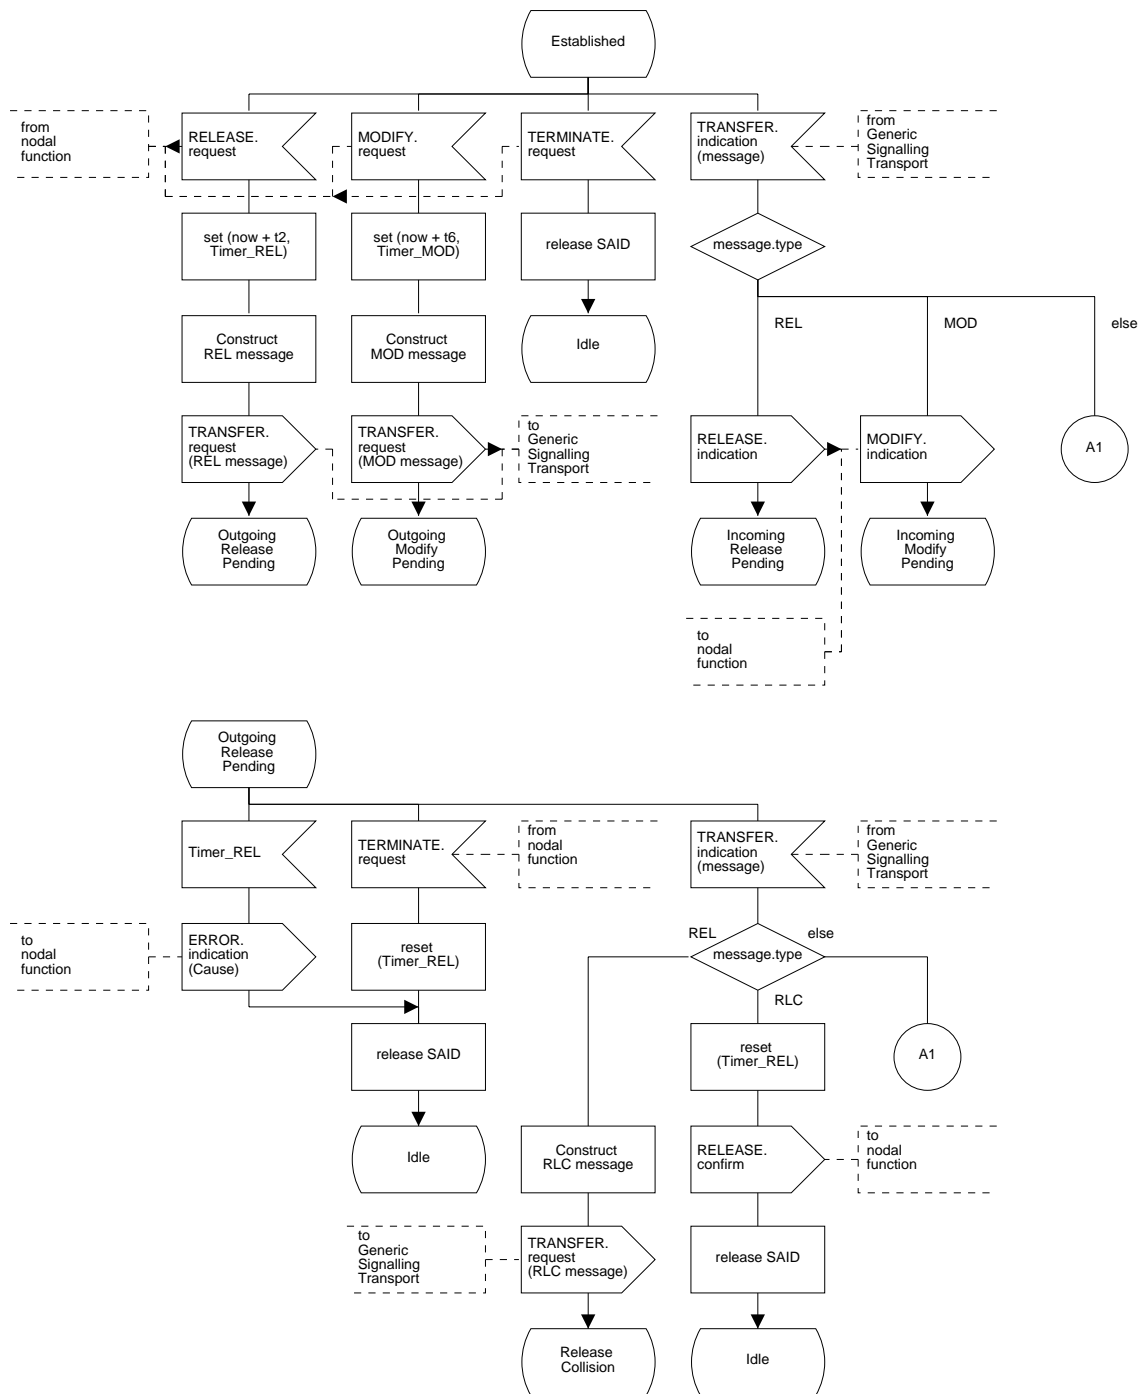 Established
from
nodal
function
RELEASE.
request
MODIFY.
request
TERMINATE.
request
TRANSFER.
indication
(message)
from
Generic
Signalling
Transport
set (now + t2,
Timer_REL)
set (now + t6,
Timer_MOD)
release SAID
message.type
REL
MOD
else
Construct
REL message
Construct
MOD message
Idle
TRANSFER.
request
(REL message)
TRANSFER.
request
(MOD message)
to
Generic
Signalling
Transport
RELEASE.
indication
MODIFY.
indication
A1
Outgoing
Release
Pending
Outgoing
Modify
Pending
Incoming
Release
Pending
Incoming
Modify
Pending
to
nodal
function
Outgoing
Release
Pending
Timer_REL
TERMINATE.
request
from
nodal
function
TRANSFER.
indication
(message)
from
Generic
Signalling
Transport
to
nodal
function
ERROR.
indication
(Cause)
reset
(Timer_REL)
REL
message.type
else
RLC
release SAID
reset
(Timer_REL)
A1
Idle
Construct
RLC message
RELEASE.
confirm
to
nodal
function
to
Generic
Signalling
Transport
TRANSFER.
request
(RLC message)
release SAID
Release
Collision
Idle